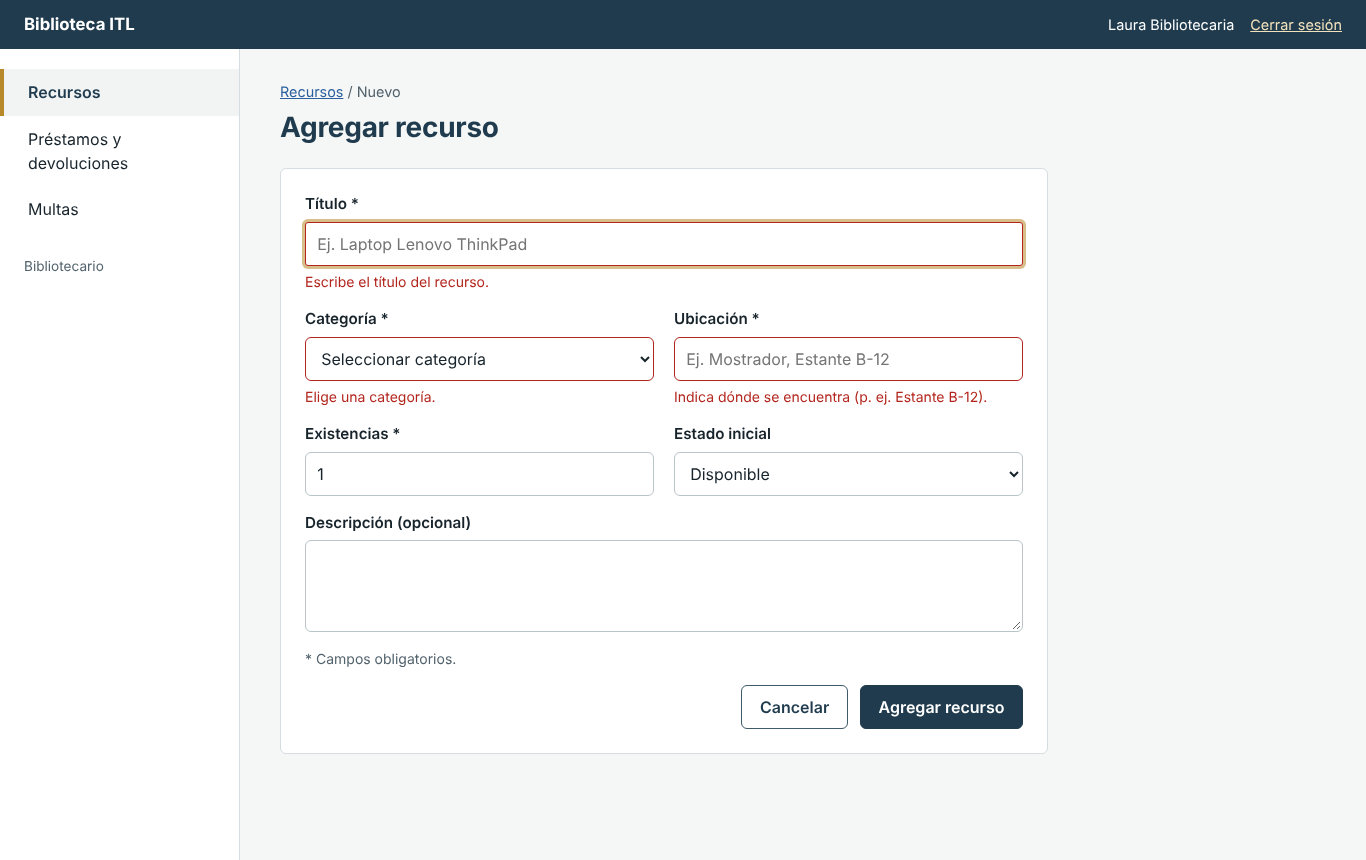 Biblioteca ITL
Laura Bibliotecaria
Cerrar sesión
Recursos
Préstamos y
devoluciones
Multas
Bibliotecario
Recursos / Nuevo
Agregar recurso
Título *
Ej. Laptop Lenovo ThinkPad
Escribe el título del recurso.
Categoría *
Seleccionar categoría
Elige una categoría.
Ubicación *
Ej. Mostrador, Estante B-12
Indica dónde se encuentra (p. ej. Estante B-12).
Existencias *
1
Estado inicial
Disponible
Descripción (opcional)
* Campos obligatorios.
Cancelar
Agregar recurso